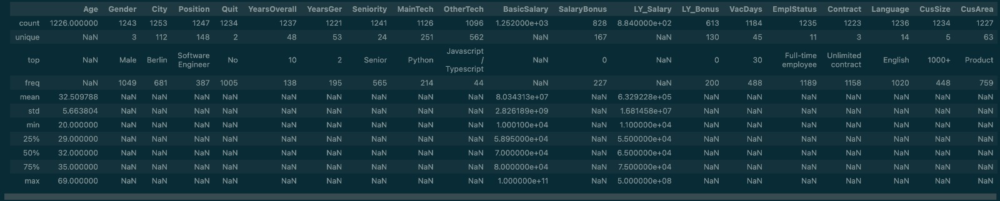 Age Gender City Position Quit YearsOverall YearsGer Seniority MainTech OtherTech BasicSalary SalaryBonus LY_Salary LY_Bonus VacDays EmplStatus Contract Language CusSize CusArea
count 1226.000000 1243 1253 1247 1234 1237 1221 1241 1126 1096 1.252000e+03 828 8.840000e+02 613 1184 1235 1223 1236 1234 1227
unique NaN 3 112 148 2 48 53 24 251 562 NaN 167 NaN 130 45 11 3 14 5 63
top NaN Male Berlin Software Engineer No 10 2 Senior Python Javascript / Typescript NaN 0 NaN 0 30 Full-time employee Unlimited contract English 1000+ Product
freq NaN 1049 681 387 1005 138 195 565 214 44 NaN 227 NaN 200 488 1189 1158 1020 448 759
mean 32.509788 NaN NaN NaN NaN NaN NaN NaN NaN NaN 8.034313e+07 NaN 6.329228e+05 NaN NaN NaN NaN NaN NaN NaN
std 5.663804 NaN NaN NaN NaN NaN NaN NaN NaN NaN 2.826189e+09 NaN 1.681458e+07 NaN NaN NaN NaN NaN NaN NaN
min 20.000000 NaN NaN NaN NaN NaN NaN NaN NaN NaN 1.000100e+04 NaN 1.100000e+04 NaN NaN NaN NaN NaN NaN NaN
25% 29.000000 NaN NaN NaN NaN NaN NaN NaN NaN NaN 5.895000e+04 NaN 5.500000e+04 NaN NaN NaN NaN NaN NaN NaN
50% 32.000000 NaN NaN NaN NaN NaN NaN NaN NaN NaN 7.000000e+04 NaN 6.500000e+04 NaN NaN NaN NaN NaN NaN NaN
75% 35.000000 NaN NaN NaN NaN NaN NaN NaN NaN NaN 8.000000e+04 NaN 7.500000e+04 NaN NaN NaN NaN NaN NaN NaN
max 69.000000 NaN NaN NaN NaN NaN NaN NaN NaN NaN 1.000000e+11 NaN 5.000000e+08 NaN NaN NaN NaN NaN NaN NaN